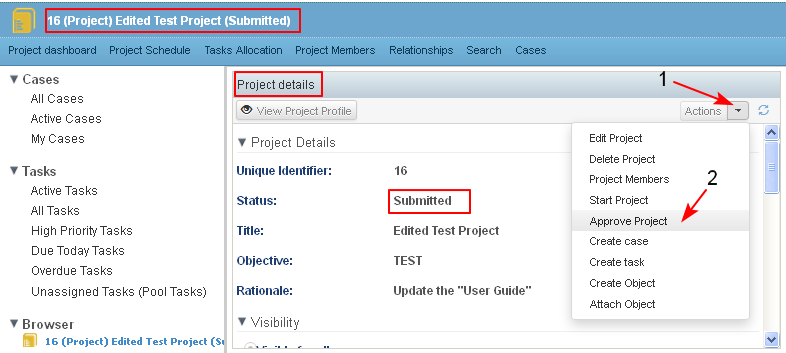 16 (Project) Edited Test Project (Submitted)
Project dashboard Project Schedule Tasks Allocation Project Members Relationships Search Cases
Cases
All Cases
Active Cases
My Cases
Tasks
Active Tasks
All Tasks
High Priority Tasks
Due Today Tasks
Overdue Tasks
Unassigned Tasks (Pool Tasks)
Browser
16 (Project) Edited Test Project (Su
Project details
1
View Project Profile
Actions
Project Details
Unique Identifier: 16
Status: Submitted
Title: Edited Test Project
Objective: TEST
Rationale: Update the "User Guide"
Visibility
Edit Project
Delete Project
Project Members
2
Start Project
Approve Project
Create case
Create task
Create Object
Attach Object